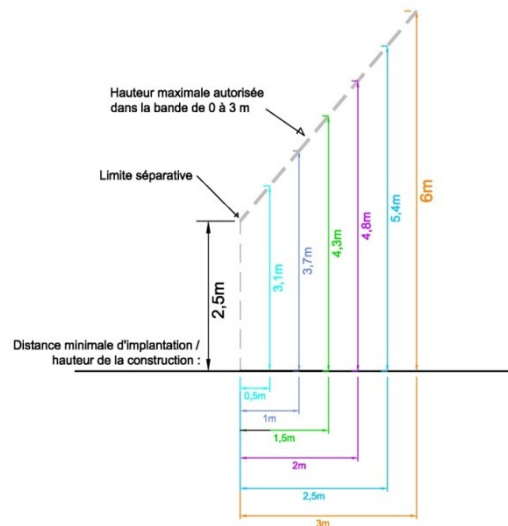 Hauteur maximale autorisée
dans la bande de 0 à 3 m
Limite séparative
2,5m
3,1m
3,7m
4,3m
4,8m
5,4m
6m
Distance minimale d'implantation /
hauteur de la construction :
0,5m
1m
1,5m
2m
2,5m
3m